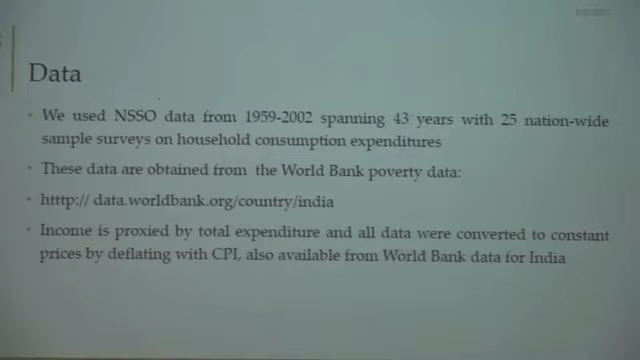 Data
We used NSSO data from 1959-2002 spanning 43 years with 25 nation-wide
sample surveys on household consumption expenditures
These data are obtained from the World Bank poverty data:
htttp:// data.worldbank.org/country/india
Income is proxied by total expenditure and all data were converted to constant
prices by deflating with CPI, also available from World Bank data for India